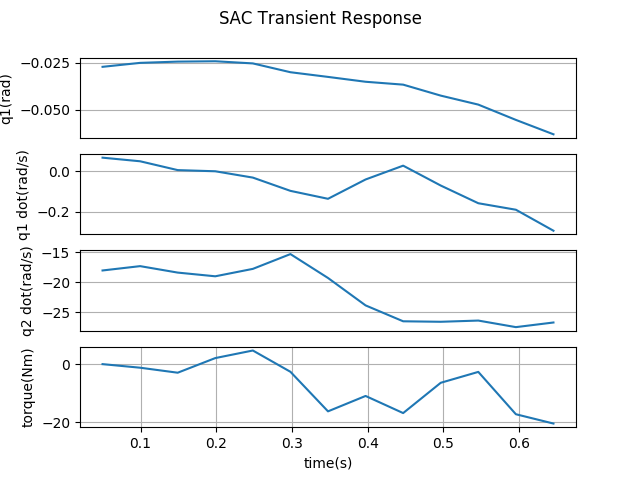 SAC Transient Response
−0.025
−0.050
q1(rad)
0.0
−0.2
q1 dot(rad/s)
−15
−20
−25
q2 dot(rad/s)
0
−20
torque(Nm)
0.1 0.2 0.3 0.4 0.5 0.6
time(s)